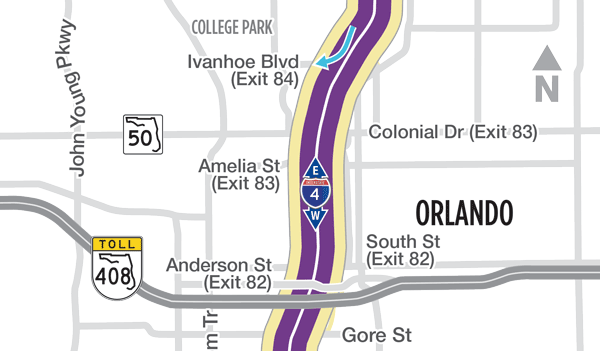 COLLEGE PARK
Ivanhoe Blvd
(Exit 84)
N
John Young Pkwy
50
Colonial Dr (Exit 83)
Amelia St
(Exit 83)
E
4
W
ORLANDO
South St
(Exit 82)
TOLL
408
Anderson St
(Exit 82)
m Tr
Gore St